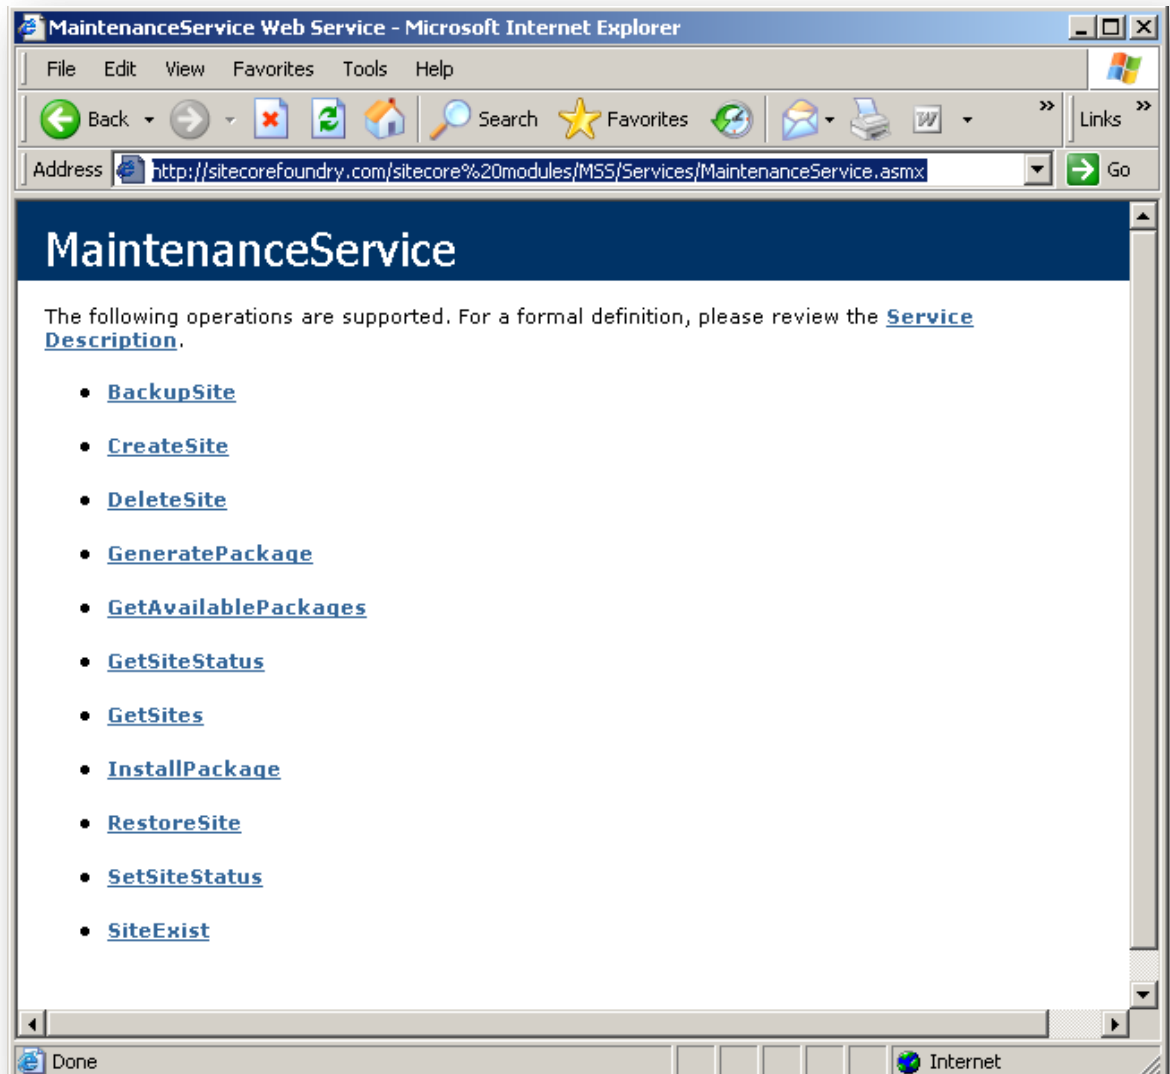 MaintenanceService Web Service - Microsoft Internet Explorer
File Edit View Favorites Tools Help
Back Search Favorites W » Links »
Address http://sitecorefoundry.com/sitecore%20modules/MSS/Services/MaintenanceService.asmx Go
MaintenanceService
The following operations are supported. For a formal definition, please review the Service
Description.
BackupSite
CreateSite
DeleteSite
GeneratePackage
GetAvailablePackages
GetSiteStatus
GetSites
InstallPackage
RestoreSite
SetSiteStatus
SiteExist
Done Internet